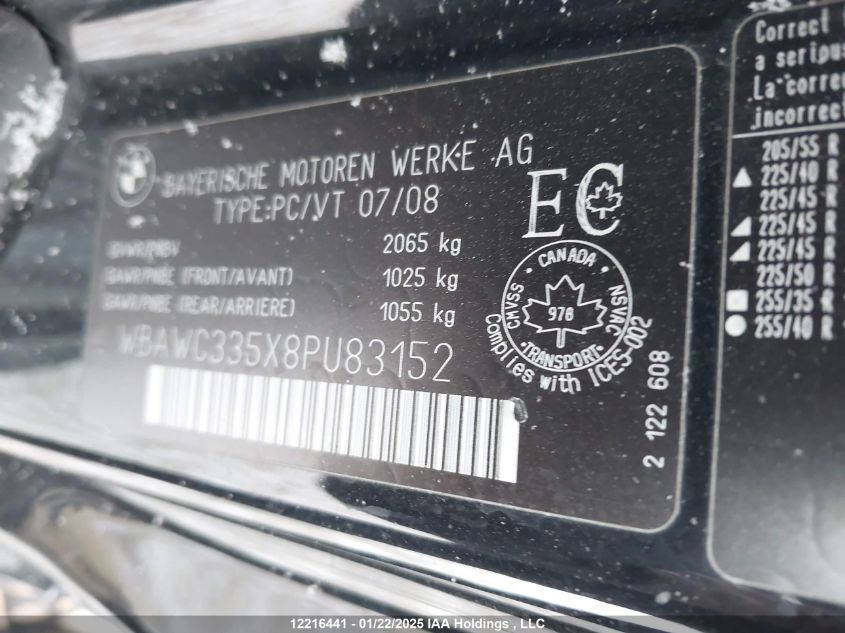 BAYERISCHE MOTOREN WERKE AG
TYPE:PC/VT 07/08
GVWR/PNBV 2065 kg
GAWR/PNBE (FRONT/AVANT) 1025 kg
GAWR/PNBE (REAR/ARRIERE) 1055 kg
WBAWC335X8PU83152
EC
CANADA
CMVSS 978 NSVAC
TRANSPORT
Complies with ICES-002
2 122 608
Correct
a serious
La corre
incorrect
205/55 R
225/40 R
225/45 R
225/45 R
225/45 R
225/50 R
255/35 R
255/40 R
12216441 - 01/22/2025 IAA Holdings, LLC